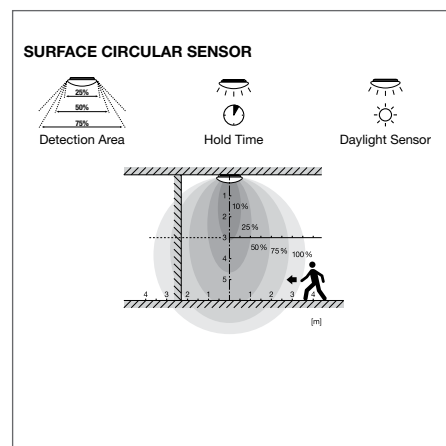 SURFACE CIRCULAR SENSOR
25%
50%
75%
Detection Area
Hold Time
Daylight Sensor
1
10 %
2
25 %
3
50 % 75 % 100 %
4
5
4 3 2 1 1 2 3 4
[m]